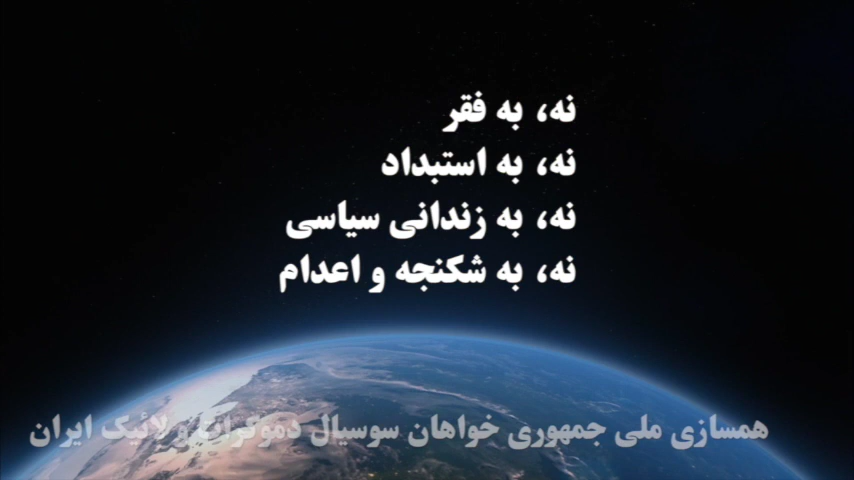 نه، به فقر
نه، به استبداد
نه، به زندانی سیاسی
نه، به شکنجه و اعدام
همسازی ملی جمهوری خواهان سوسیال دموکرات و لائیک ایران